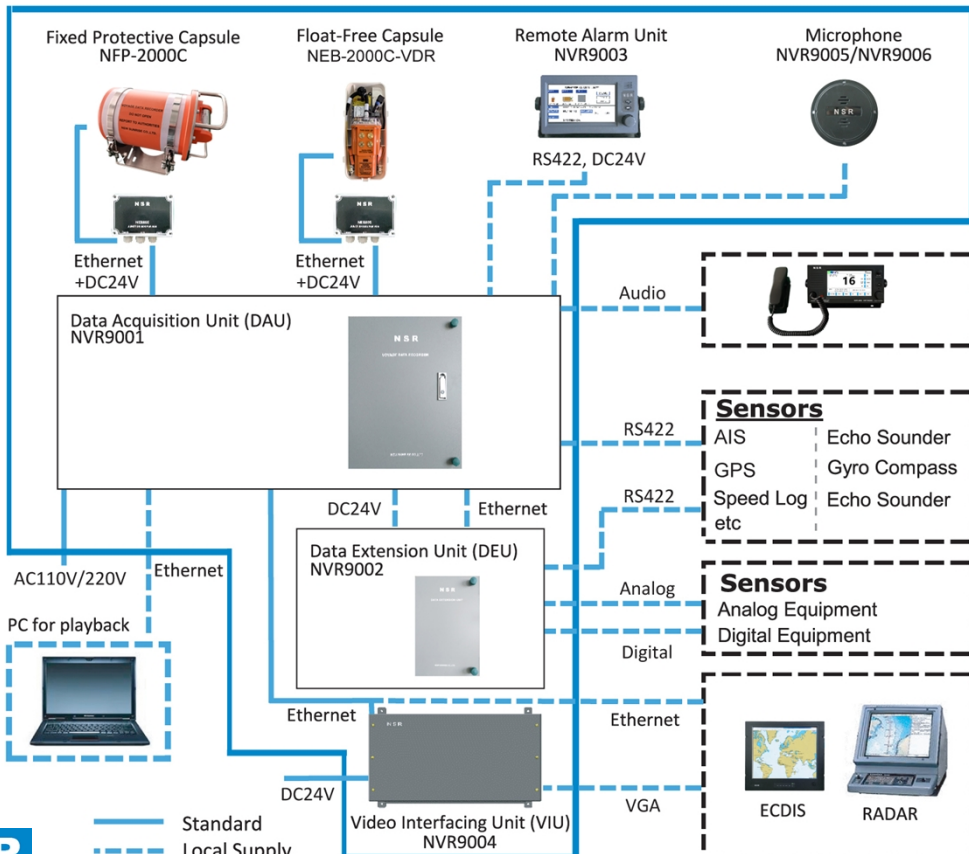 Fixed Protective Capsule
NFP-2000C
Float-Free Capsule
NEB-2000C-VDR
Remote Alarm Unit
NVR9003
Microphone
NVR9005/NVR9006
NSR
NSR
NSR
RS422, DC24V
Ethernet
+DC24V
Ethernet
+DC24V
Data Acquisition Unit (DAU)
NVR9001
NSR
Audio
16
Sensors
AIS
Echo Sounder
GPS
Gyro Compass
Speed Log
Echo Sounder
etc
RS422
RS422
DC24V
Ethernet
Data Extension Unit (DEU)
NVR9002
NSR
AC110V/220V
Ethernet
PC for playback
Analog
Digital
Sensors
Analog Equipment
Digital Equipment
Ethernet
Ethernet
NSR
DC24V
VGA
ECDIS
RADAR
Video Interfacing Unit (VIU)
NVR9004
Standard
Local Supply